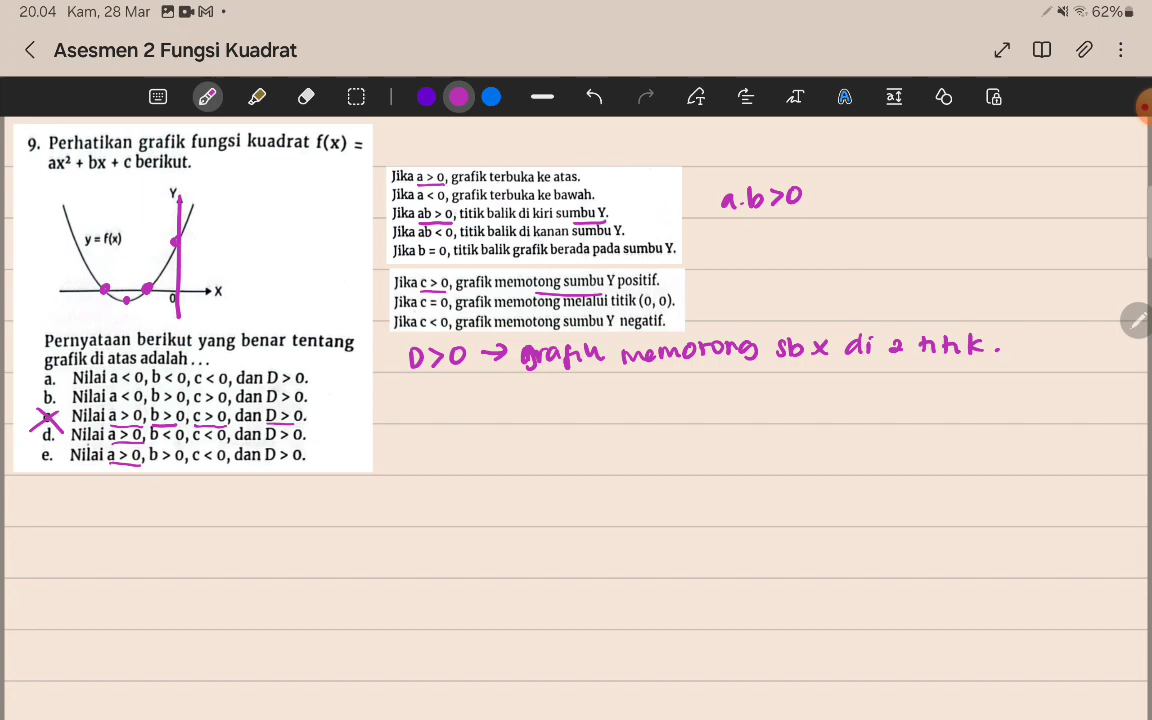 20.04 Kam, 28 Mar
62%
Asesmen 2 Fungsi Kuadrat
9. Perhatikan grafik fungsi kuadrat f(x) =
ax² + bx + c berikut.
Y
y = f(x)
X
0
Pernyataan berikut yang benar tentang
grafik di atas adalah . . .
a. Nilai a < 0, b < 0, c < 0, dan D > 0.
b. Nilai a < 0, b > 0, c > 0, dan D > 0.
Nilai a > 0, b > 0, c > 0, dan D > 0.
d. Nilai a > 0, b < 0, c < 0, dan D > 0.
e. Nilai a > 0, b > 0, c < 0, dan D > 0.
Jika a > 0, grafik terbuka ke atas.
Jika a < 0, grafik terbuka ke bawah.
Jika ab > 0, titik balik di kiri sumbu Y.
Jika ab < 0, titik balik di kanan sumbu Y.
Jika b = 0, titik balik grafik berada pada sumbu Y.
a.b>0
Jika c > 0, grafik memotong sumbu Y positif.
Jika c = 0, grafik memotong melalui titik (0, 0).
Jika c < 0, grafik memotong sumbu Y negatif.
D>0 → grafik memotong sb x di 2 titik.